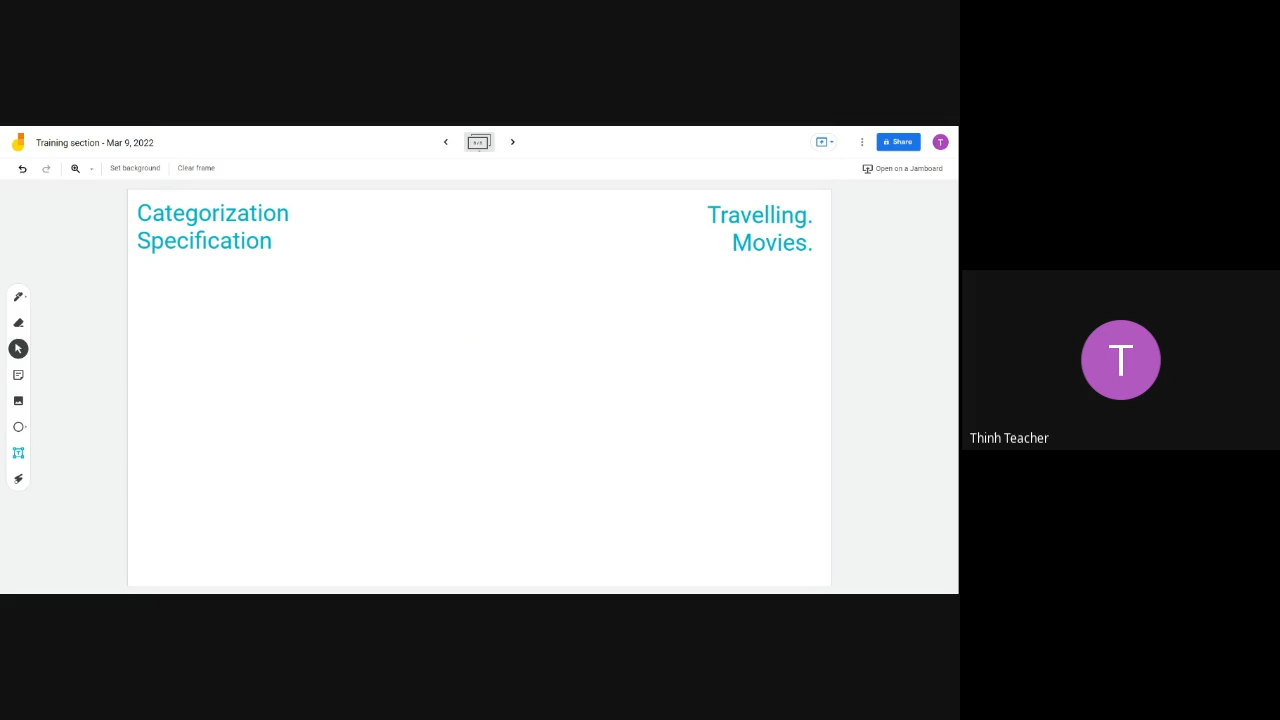 Training section - Mar 9, 2022
Share
T
Set background
Clear frame
Open on a Jamboard
Categorization
Specification
Travelling.
Movies.
T
Thinh Teacher